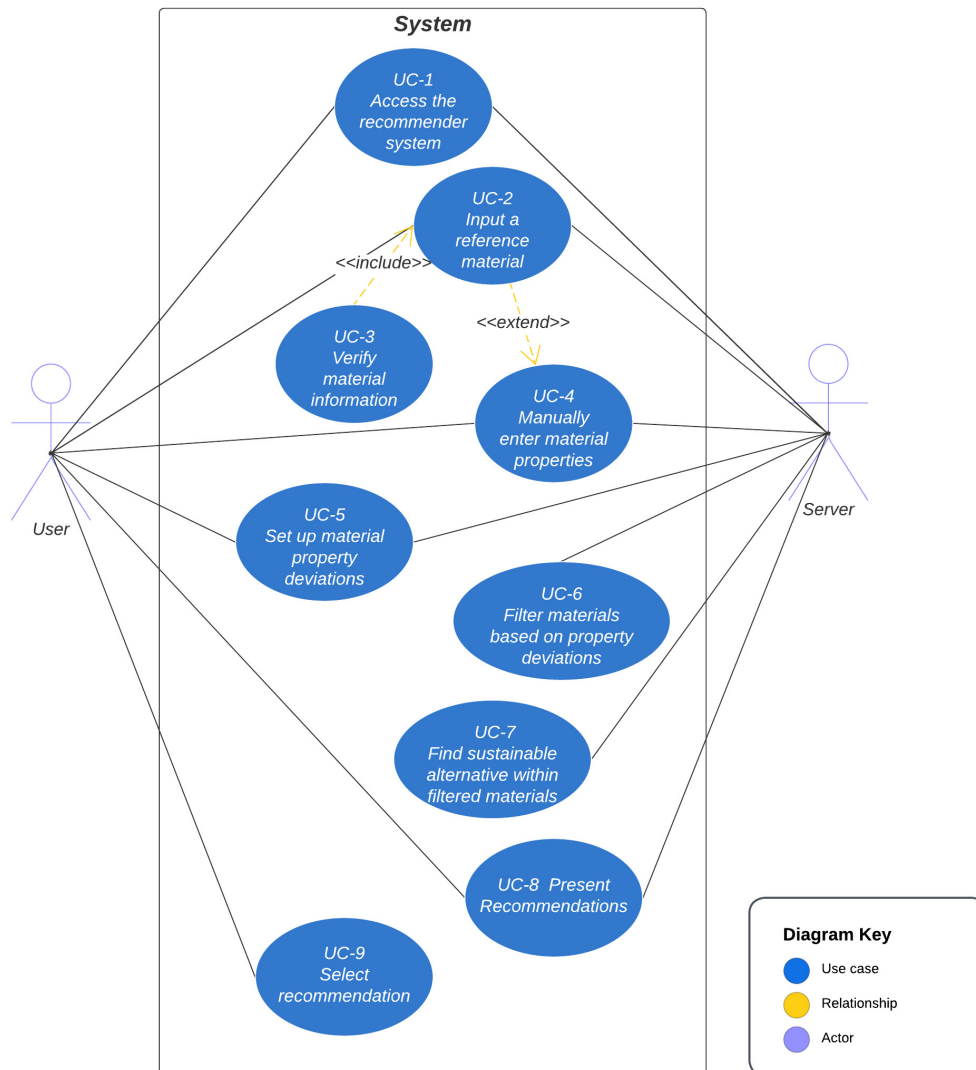 System
UC-1
Access the
recommender
system
UC-2
Input a
reference
material
<<include>>
<<extend>>
UC-3
Verify
material
information
UC-4
Manually
enter material
properties
User
Server
UC-5
Set up material
property
deviations
UC-6
Filter materials
based on property
deviations
UC-7
Find sustainable
alternative within
filtered materials
UC-8 Present
Recommendations
UC-9
Select
recommendation
Diagram Key
Use case
Relationship
Actor